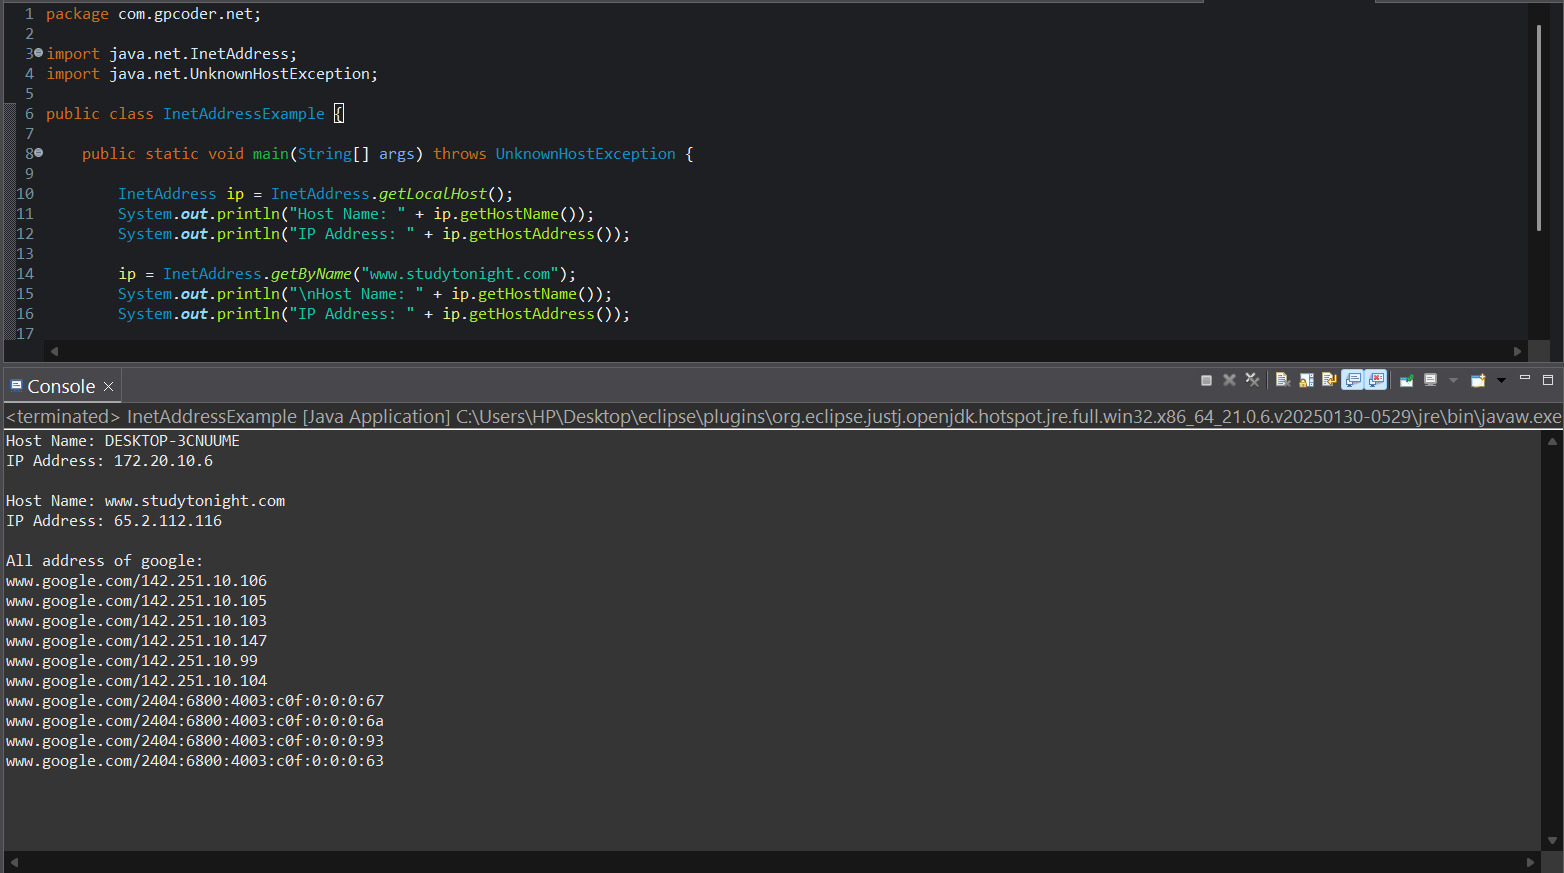 1 package com.gpcoder.net;
2
3 import java.net.InetAddress;
4 import java.net.UnknownHostException;
5
6 public class InetAddressExample {
7
8     public static void main(String[] args) throws UnknownHostException {
9
10         InetAddress ip = InetAddress.getLocalHost();
11         System.out.println("Host Name: " + ip.getHostName());
12         System.out.println("IP Address: " + ip.getHostAddress());
13
14         ip = InetAddress.getByName("www.studytonight.com");
15         System.out.println("\nHost Name: " + ip.getHostName());
16         System.out.println("IP Address: " + ip.getHostAddress());
17
Console
<terminated> InetAddressExample [Java Application] C:\Users\HP\Desktop\eclipse\plugins\org.eclipse.justj.openjdk.hotspot.jre.full.win32.x86_64_21.0.6.v20250130-0529\jre\bin\javaw.exe
Host Name: DESKTOP-3CNUUME
IP Address: 172.20.10.6

Host Name: www.studytonight.com
IP Address: 65.2.112.116

All address of google:
www.google.com/142.251.10.106
www.google.com/142.251.10.105
www.google.com/142.251.10.103
www.google.com/142.251.10.147
www.google.com/142.251.10.99
www.google.com/142.251.10.104
www.google.com/2404:6800:4003:c0f:0:0:0:67
www.google.com/2404:6800:4003:c0f:0:0:0:6a
www.google.com/2404:6800:4003:c0f:0:0:0:93
www.google.com/2404:6800:4003:c0f:0:0:0:63